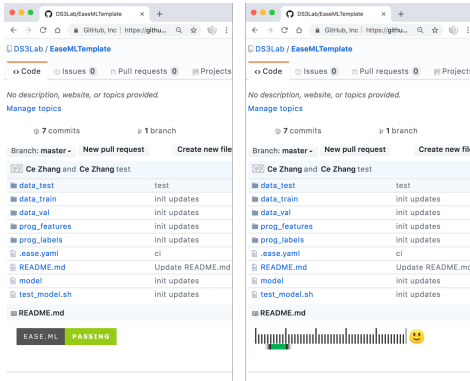 DS3Lab/EaseMLTemplate
GitHub, Inc | https://githu...
DS3Lab / EaseMLTemplate
Code Issues 0 Pull requests 0 Projects
No description, website, or topics provided.
Manage topics
7 commits 1 branch
Branch: master New pull request Create new file
Ce Zhang and Ce Zhang test
data_test test
data_train init updates
data_val init updates
prog_features init updates
prog_labels init updates
.ease.yaml ci
README.md Update README.md
model init updates
test_model.sh init updates
README.md
EASE.ML PASSING
DS3Lab/EaseMLTemplate
GitHub, Inc | https://githu...
DS3Lab / EaseMLTemplate
Code Issues 0 Pull requests 0 Projects
No description, website, or topics provided.
Manage topics
7 commits 1 branch
Branch: master New pull request Create new file
Ce Zhang and Ce Zhang test
data_test test
data_train init updates
data_val init updates
prog_features init updates
prog_labels init updates
.ease.yaml ci
README.md Update README.md
model init updates
test_model.sh init updates
README.md